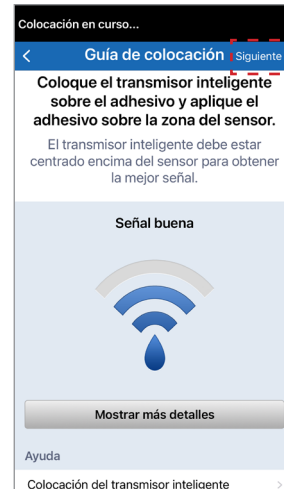 Colocación en curso...
Guía de colocación Siguiente
Coloque el transmisor inteligente
sobre el adhesivo y aplique el
adhesivo sobre la zona del sensor.
El transmisor inteligente debe estar
centrado encima del sensor para obtener
la mejor señal.
Señal buena
Mostrar más detalles
Ayuda
Colocación del transmisor inteligente